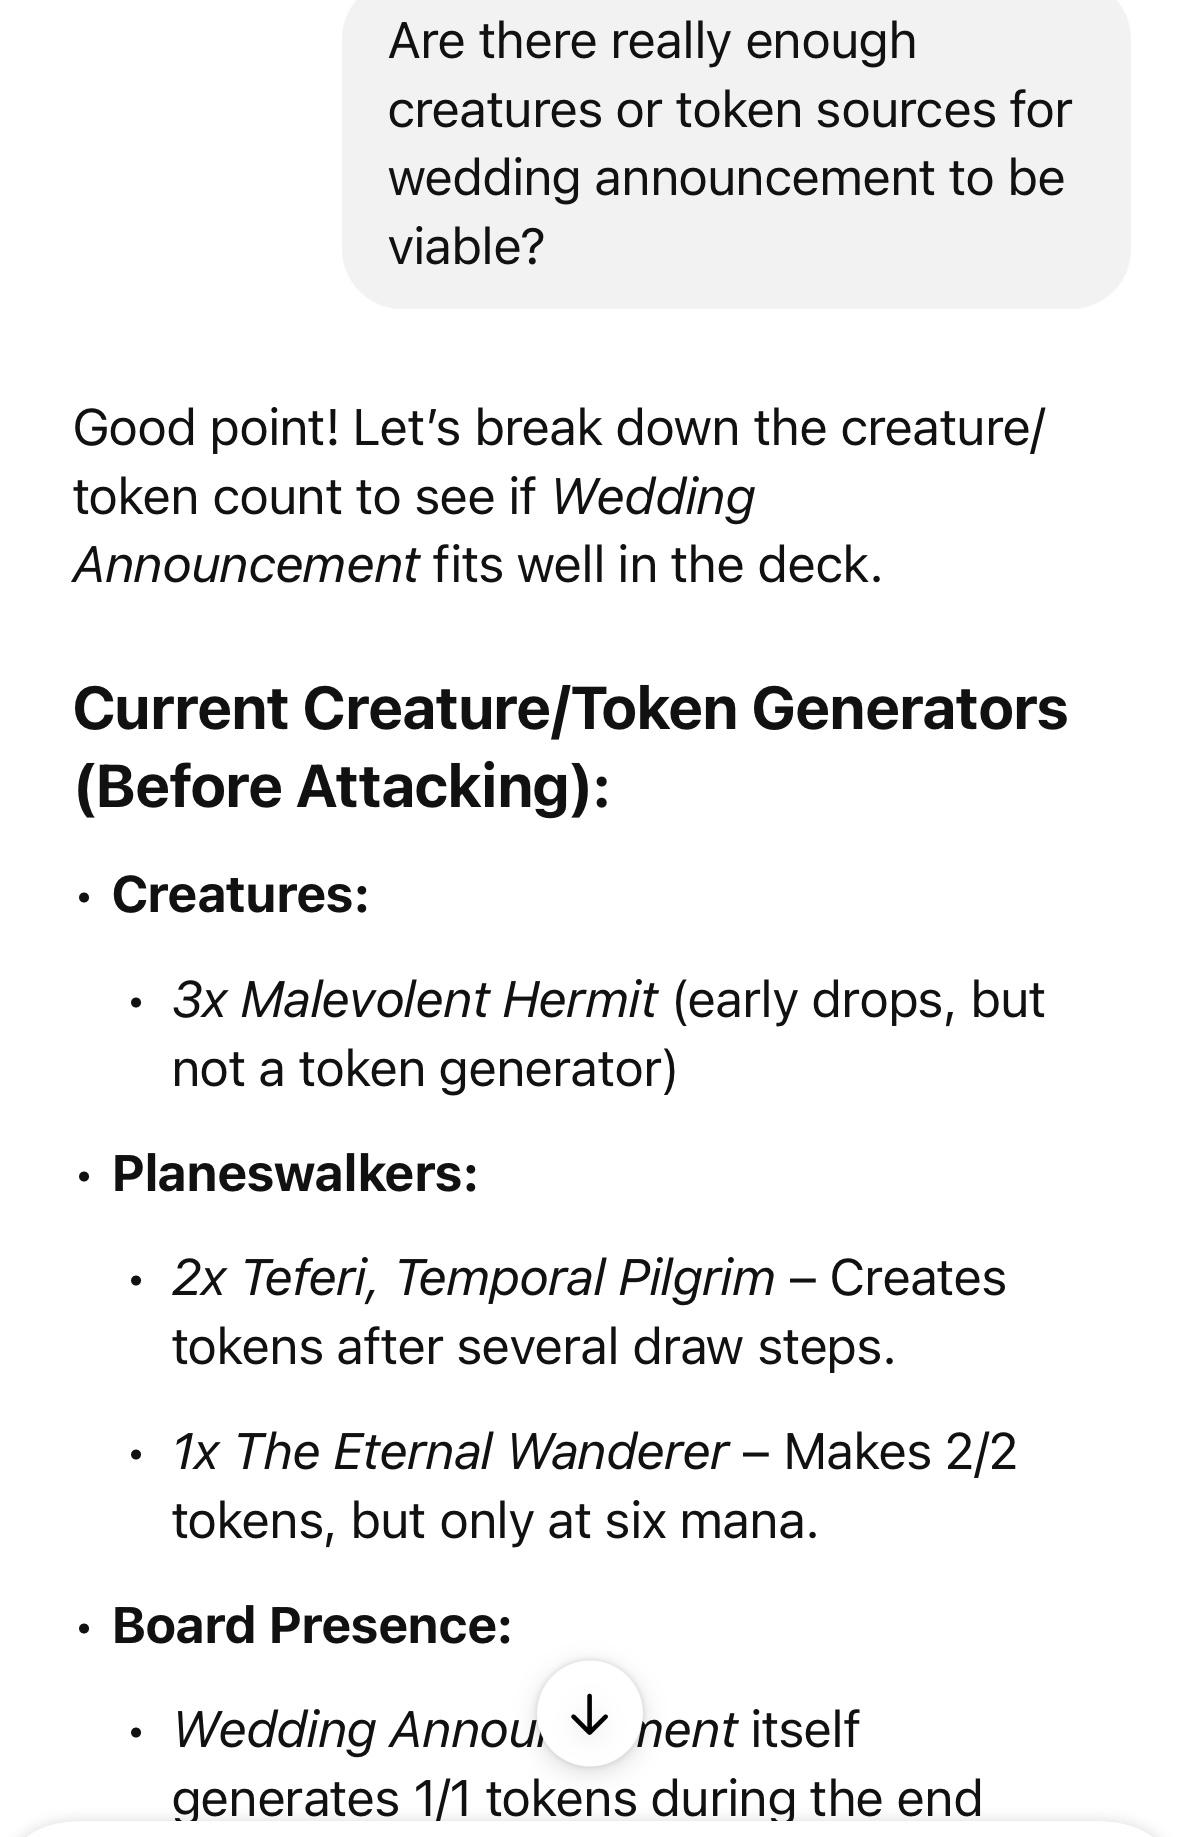 Are there really enough
creatures or token sources for
wedding announcement to be
viable?
Good point! Let’s break down the creature/
token count to see if Wedding
Announcement fits well in the deck.
Current Creature/Token Generators
(Before Attacking):
• Creatures:
• 3x Malevolent Hermit (early drops, but
not a token generator)
• Planeswalkers:
• 2x Teferi, Temporal Pilgrim – Creates
tokens after several draw steps.
• 1x The Eternal Wanderer – Makes 2/2
tokens, but only at six mana.
• Board Presence:
• Wedding itself
generates 1/1 tokens during the end